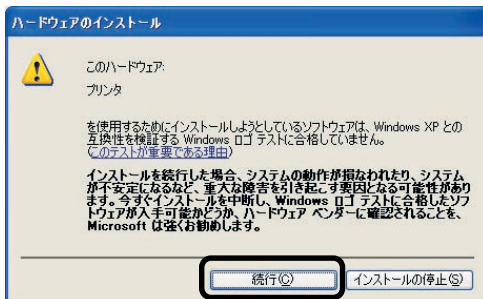 ハードウェアのインストール
このハードウェア:
プリンタ
を使用するためにインストールしようとしているソフトウェアは、Windows XP との
互換性を検証する Windows ロゴ テストに合格していません。
(このテストが重要である理由)
インストールを続行した場合、システムの動作が損なわれたり、システム
が不安定になるなど、重大な障害を引き起こす要因となる可能性があり
ます。今すぐインストールを中断し、Windows ロゴ テストに合格したソフ
トウェアが入手可能かどうか、ハードウェア ベンダーに確認されることを、
Microsoft は強くお勧めします。
続行(C)
インストールの停止(S)